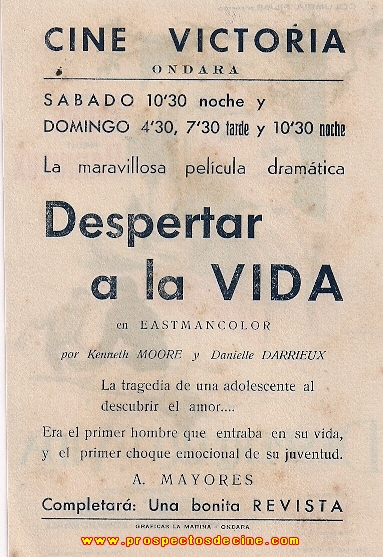 CINE VICTORIA
ONDARA
SABADO 10'30 noche y
DOMINGO 4'30, 7'30 tarde y 10'30 noche
La maravillosa película dramática
Despertar
a la VIDA
en EASTMANCOLOR
por Kenneth MOORE y Danielle DARRIEUX
La tragedia de una adolescente al
descubrir el amor....
Era el primer hombre que entraba en su vida,
y el primer choque emocional de su juventud.
A. MAYORES
Completará: Una bonita REVISTA
GRAFICAS LA MARINA - ONDARA
www.prospectosdecine.com